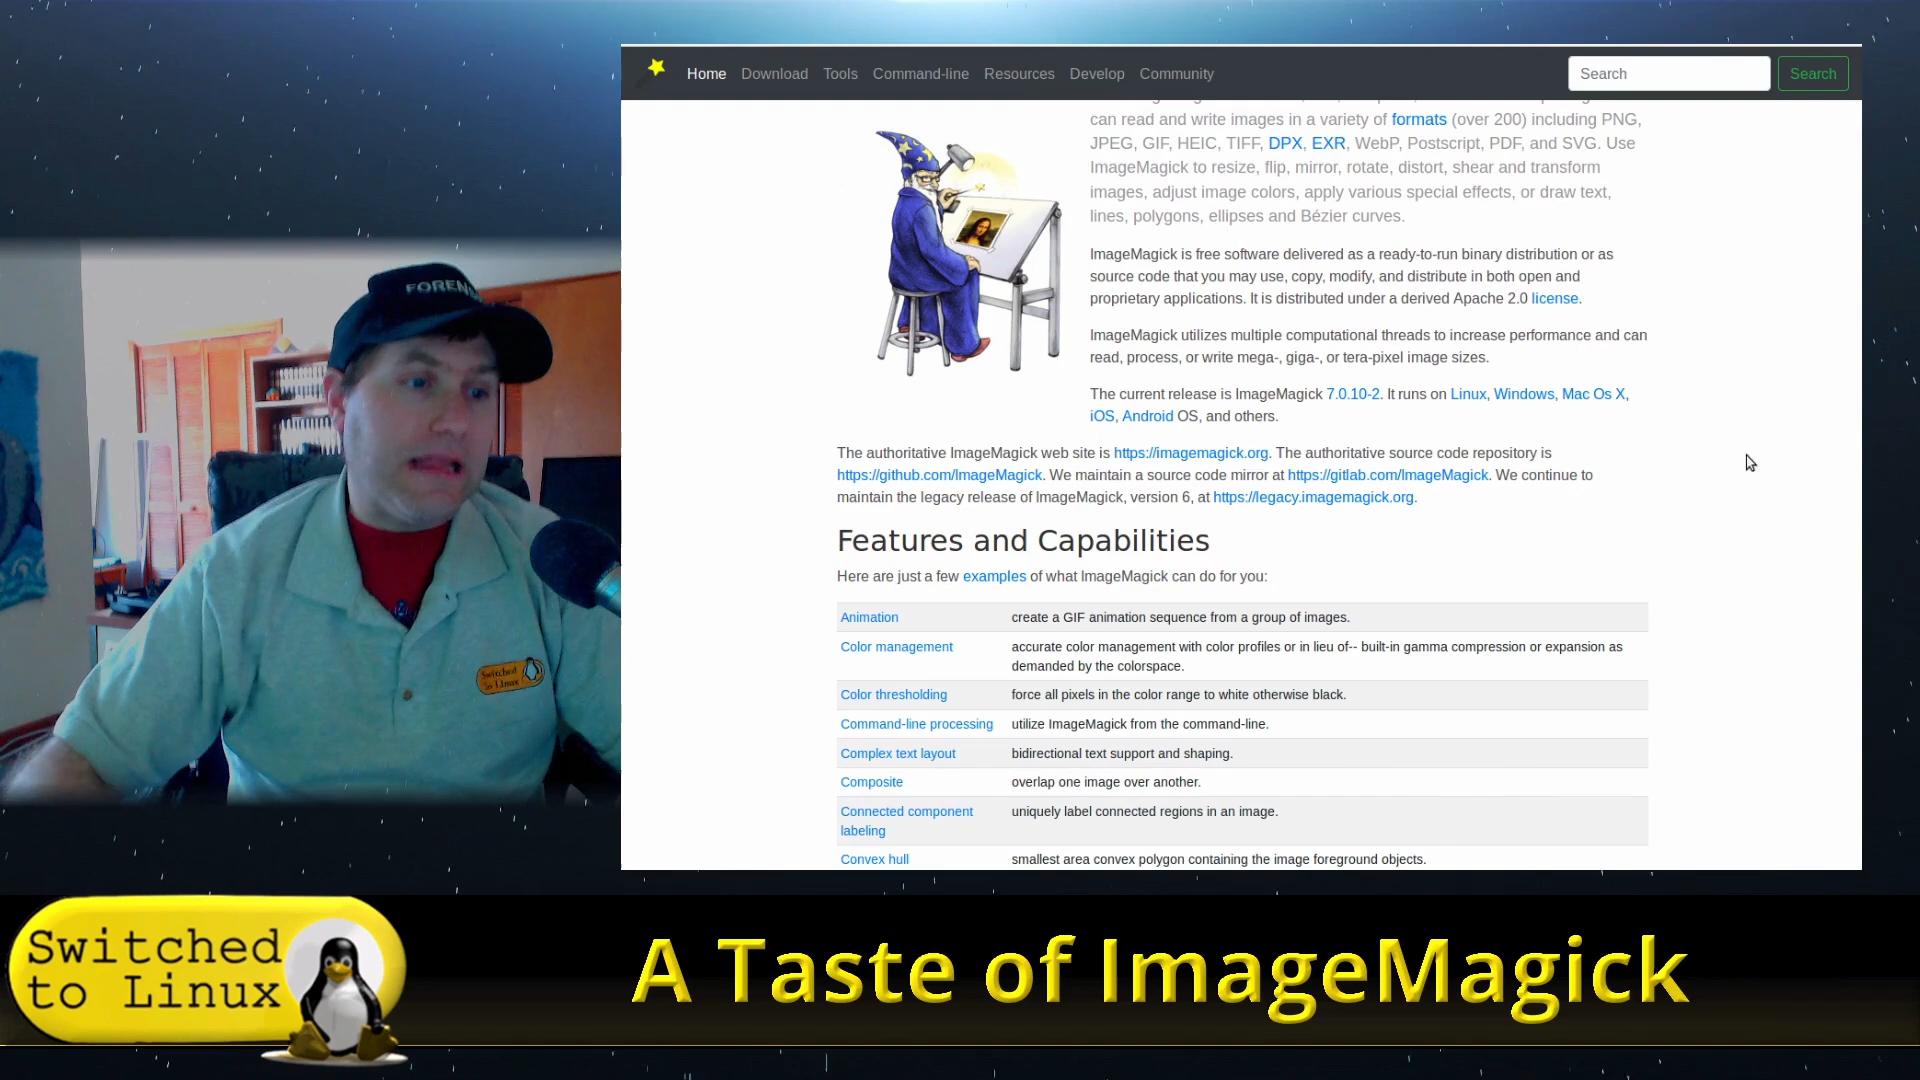 Home Download Tools Command-line Resources Develop Community Search Search
can read and write images in a variety of formats (over 200) including PNG,
JPEG, GIF, HEIC, TIFF, DPX, EXR, WebP, Postscript, PDF, and SVG. Use
ImageMagick to resize, flip, mirror, rotate, distort, shear and transform
images, adjust image colors, apply various special effects, or draw text,
lines, polygons, ellipses and Bézier curves.
ImageMagick is free software delivered as a ready-to-run binary distribution or as
source code that you may use, copy, modify, and distribute in both open and
proprietary applications. It is distributed under a derived Apache 2.0 license.
ImageMagick utilizes multiple computational threads to increase performance and can
read, process, or write mega-, giga-, or tera-pixel image sizes.
The current release is ImageMagick 7.0.10-2. It runs on Linux, Windows, Mac Os X,
iOS, Android OS, and others.
The authoritative ImageMagick web site is https://imagemagick.org. The authoritative source code repository is
https://github.com/ImageMagick. We maintain a source code mirror at https://gitlab.com/ImageMagick. We continue to
maintain the legacy release of ImageMagick, version 6, at https://legacy.imagemagick.org.
Features and Capabilities
Here are just a few examples of what ImageMagick can do for you:
Animation create a GIF animation sequence from a group of images.
Color management accurate color management with color profiles or in lieu of-- built-in gamma compression or expansion as
demanded by the colorspace.
Color thresholding force all pixels in the color range to white otherwise black.
Command-line processing utilize ImageMagick from the command-line.
Complex text layout bidirectional text support and shaping.
Composite overlap one image over another.
Connected component uniquely label connected regions in an image.
labeling
Convex hull smallest area convex polygon containing the image foreground objects.
Switched
to Linux
Switched
to Linux
A Taste of ImageMagick